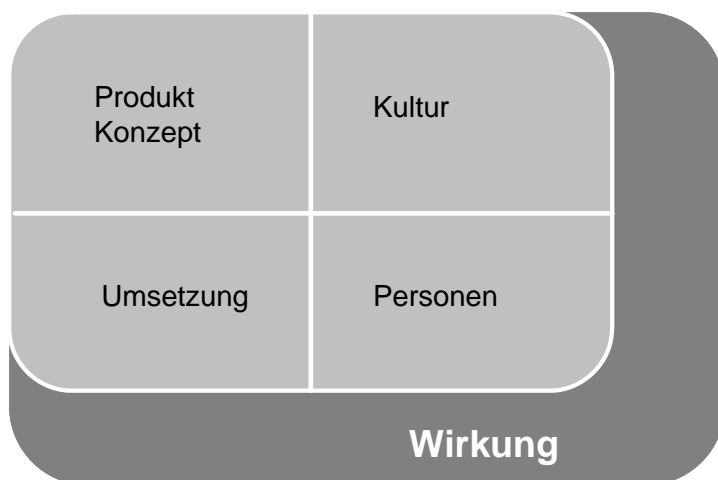 Produkt
Konzept
Kultur
Umsetzung
Personen
Wirkung